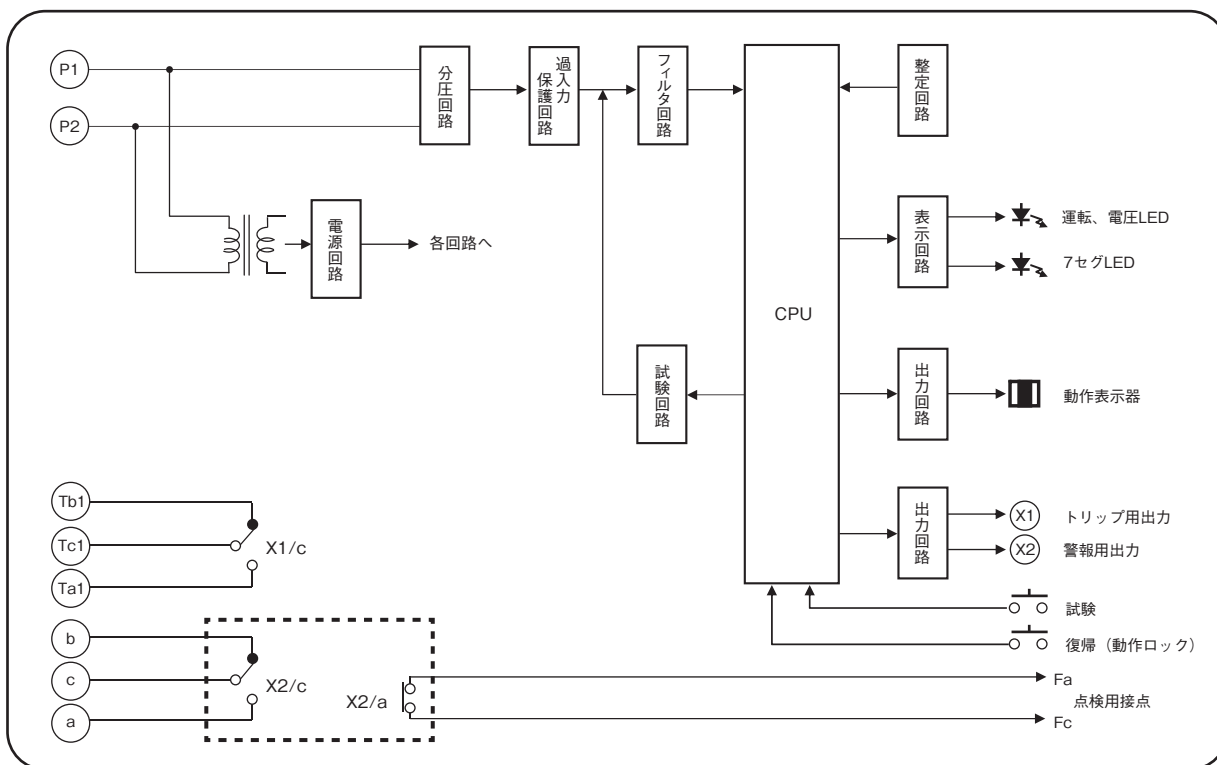 P1
P2
分圧回路
過入力
保護回路
フィルタ回路
整定回路
電源回路
各回路へ
表示回路
運転、電圧LED
7セグLED
CPU
試験回路
出力回路
動作表示器
出力回路
X1
トリップ用出力
X2
警報用出力
試験
復帰（動作ロック）
Tb1
Tc1
Ta1
X1/c
b
c
a
X2/c
X2/a
Fa
点検用接点
Fc